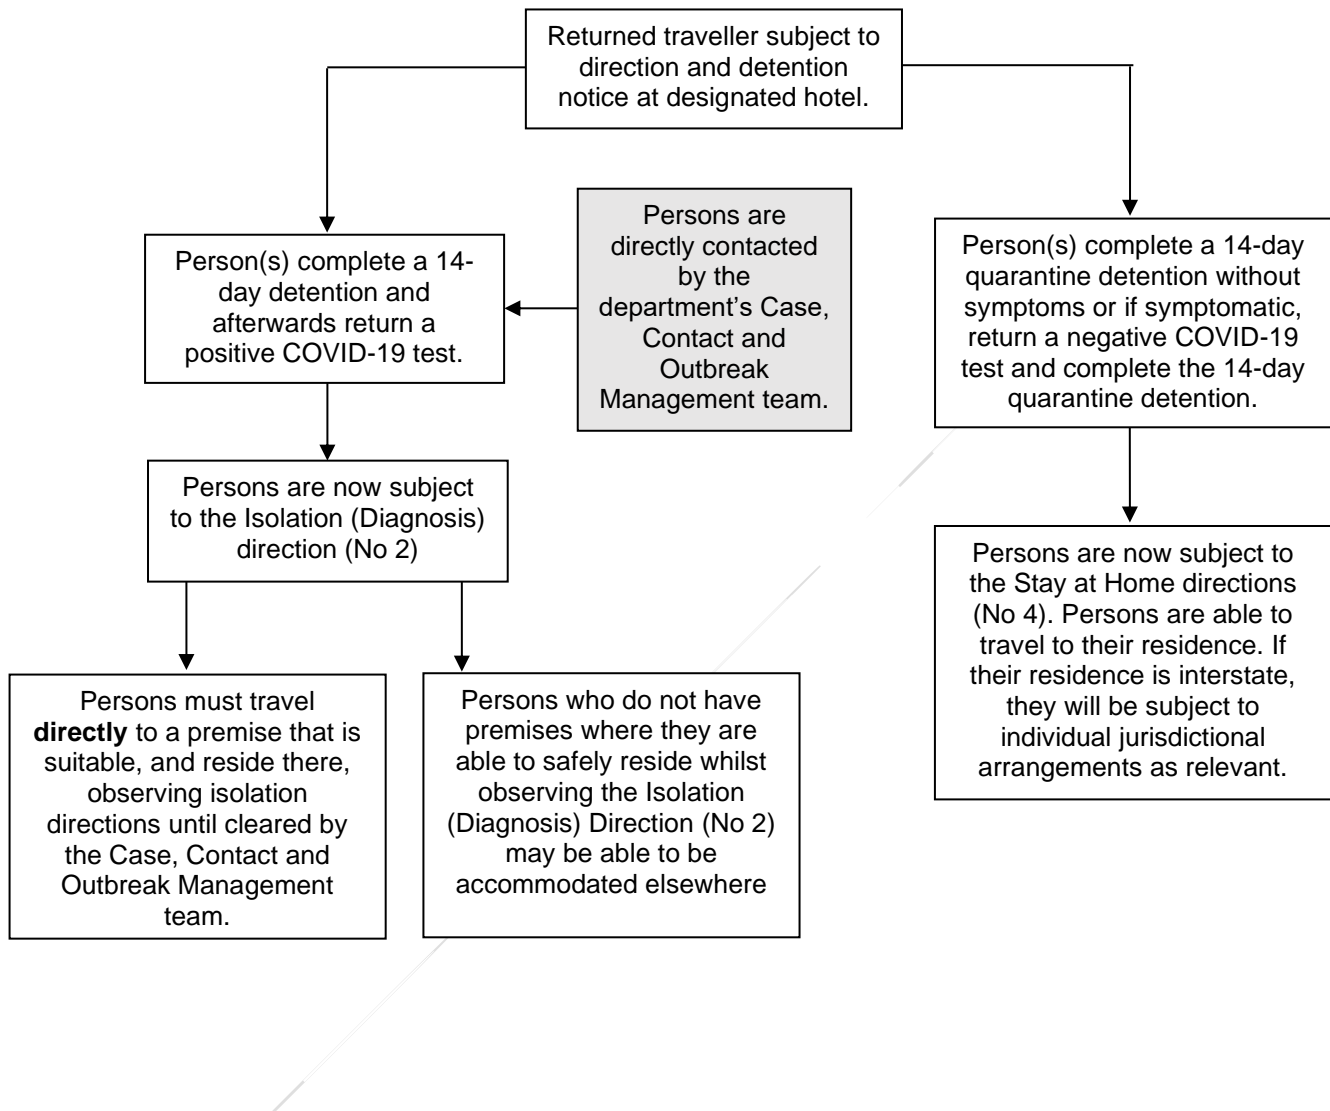 Returned traveller subject to
direction and detention
notice at designated hotel.
Person(s) complete a 14-
day detention and
afterwards return a
positive COVID-19 test.
Persons are
directly contacted
by the
department’s Case,
Contact and
Outbreak
Management team.
Person(s) complete a 14-day
quarantine detention without
symptoms or if symptomatic,
return a negative COVID-19
test and complete the 14-day
quarantine detention.
Persons are now subject
to the Isolation (Diagnosis)
direction (No 2)
Persons are now subject to
the Stay at Home directions
(No 4). Persons are able to
travel to their residence. If
their residence is interstate,
they will be subject to
individual jurisdictional
arrangements as relevant.
Persons must travel
directly to a premise that is
suitable, and reside there,
observing isolation
directions until cleared by
the Case, Contact and
Outbreak Management
team.
Persons who do not have
premises where they are
able to safely reside whilst
observing the Isolation
(Diagnosis) Direction (No 2)
may be able to be
accommodated elsewhere